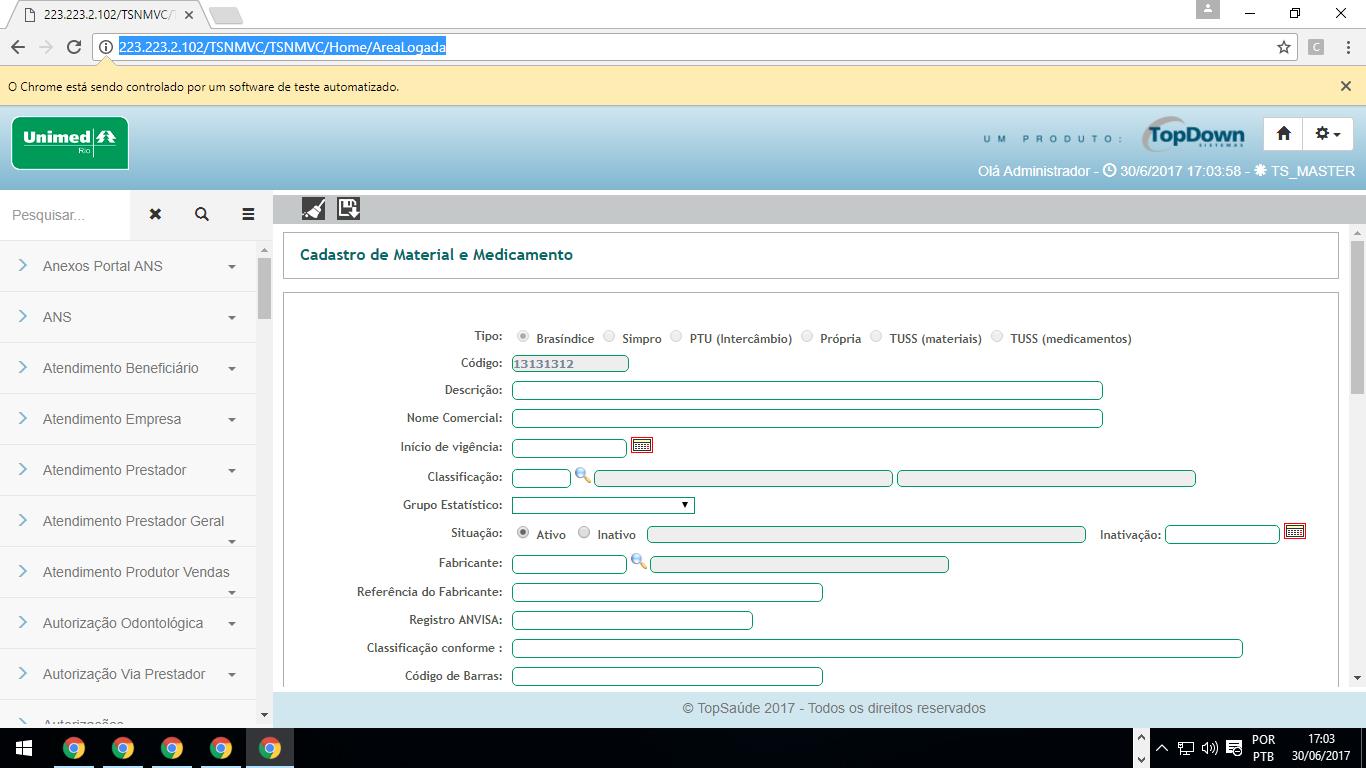 223.223.2.102/TSNMVC/T
223.223.2.102/TSNMVC/TSNMVC/Home/AreaLogada
C
O Chrome está sendo controlado por um software de teste automatizado.
Unimed
Rio
UM PRODUTO:
TopDown
SISTEMAS
Olá Administrador - 30/6/2017 17:03:58 - TS_MASTER
Pesquisar...
Anexos Portal ANS
ANS
Atendimento Beneficiário
Atendimento Empresa
Atendimento Prestador
Atendimento Prestador Geral
Atendimento Produtor Vendas
Autorização Odontológica
Autorização Via Prestador
Autorizações
Cadastro de Material e Medicamento
Tipo: Brasíndice Simpro PTU (Intercâmbio) Própria TUSS (materiais) TUSS (medicamentos)
Código: 13131312
Descrição:
Nome Comercial:
Início de vigência:
Classificação:
Grupo Estatístico:
Situação: Ativo Inativo Inativação:
Fabricante:
Referência do Fabricante:
Registro ANVISA:
Classificação conforme :
Código de Barras:
© TopSaúde 2017 - Todos os direitos reservados
POR
PTB
17:03
30/06/2017